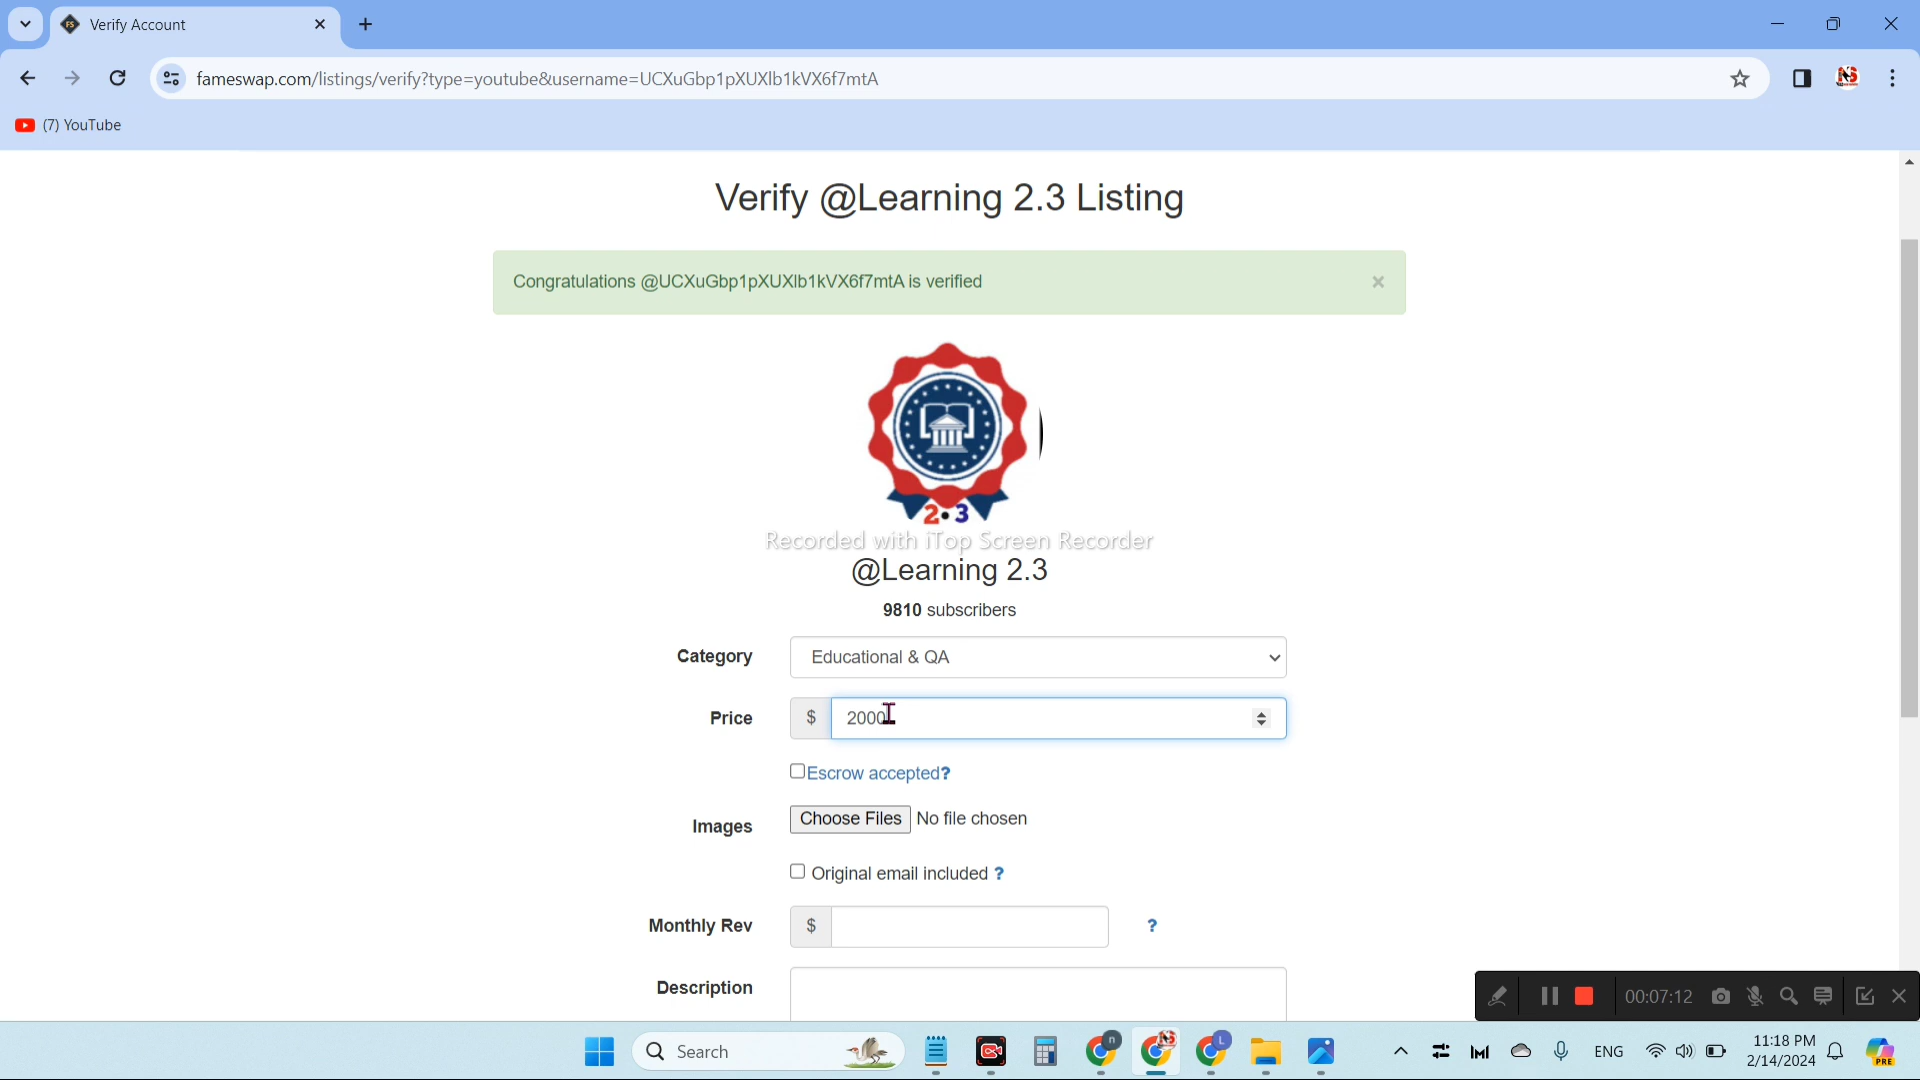 Verify Account
fameswap.com/listings/verify?type=youtube&username=UCXuGbp1pXUXlb1kVX6f7mtA
(7) YouTube
Verify @Learning 2.3 Listing
Congratulations @UCXuGbp1pXUXlb1kVX6f7mtA is verified ×
2•3
Recorded with iTop Screen Recorder
@Learning 2.3
9810 subscribers
Category Educational & QA
Price $ 2000
Escrow accepted?
Images Choose Files No file chosen
Original email included ?
Monthly Rev $ ?
Description
00:07:12
Search
n
L
ENG
11:18 PM
2/14/2024
PRE